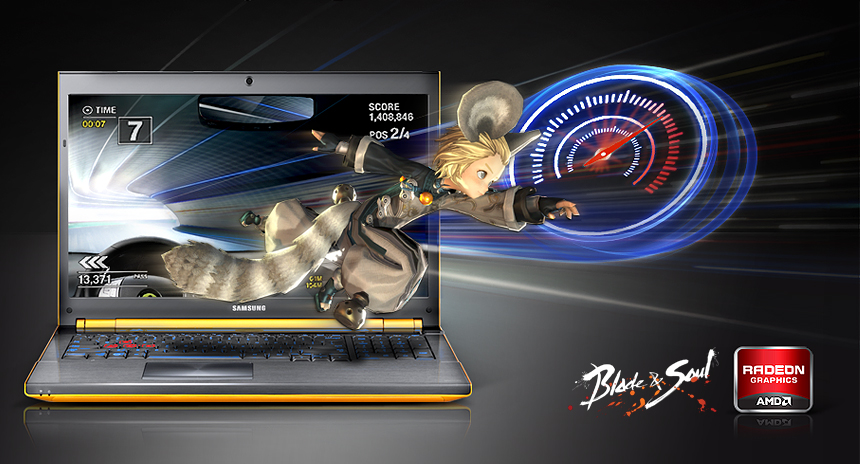 TIME
00:07
7
SCORE
1,408,846
POS 2/4
13,371
PASS
SAMSUNG
Blade & Soul
RADEON
GRAPHICS
AMD